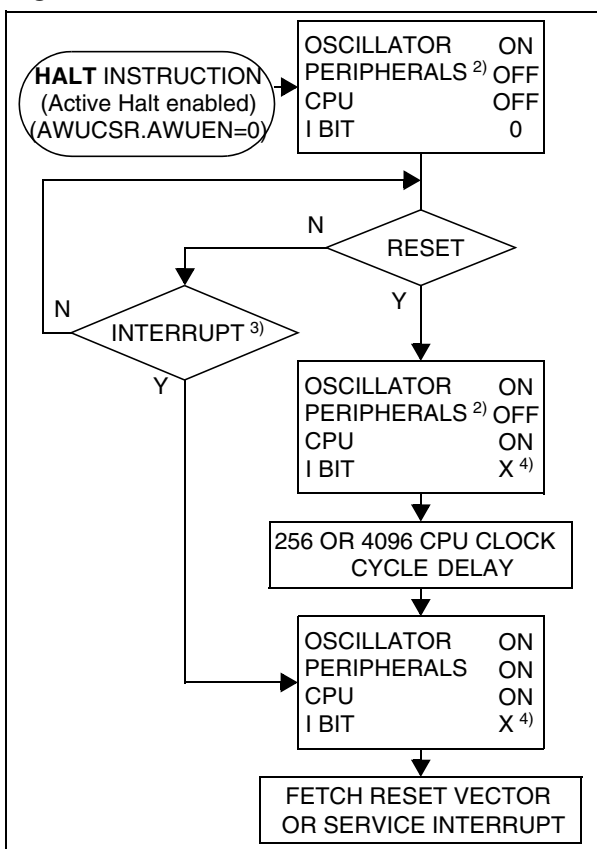 HALT INSTRUCTION
(Active Halt enabled)
(AWUCSR.AWUEN=0)
OSCILLATOR ON
PERIPHERALS 2) OFF
CPU OFF
I BIT 0
N
RESET
Y
N
INTERRUPT 3)
Y
OSCILLATOR ON
PERIPHERALS 2) OFF
CPU ON
I BIT X 4)
256 OR 4096 CPU CLOCK
CYCLE DELAY
OSCILLATOR ON
PERIPHERALS ON
CPU ON
I BIT X 4)
FETCH RESET VECTOR
OR SERVICE INTERRUPT